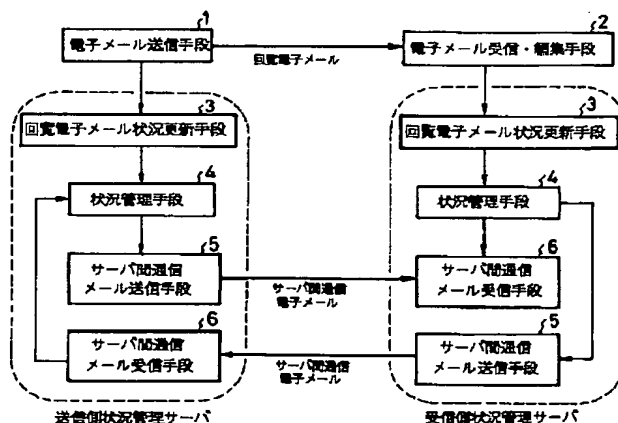 1
電子メール送信手段
2
電子メール受信・編集手段
回覧電子メール
3
回覧電子メール状況更新手段
3
回覧電子メール状況更新手段
4
状況管理手段
4
状況管理手段
5
サーバ間通信
メール送信手段
6
サーバ間通信
メール受信手段
サーバ間通信
電子メール
6
サーバ間通信
メール受信手段
5
サーバ間通信
メール送信手段
サーバ間通信
電子メール
送信側状況管理サーバ
受信側状況管理サーバ